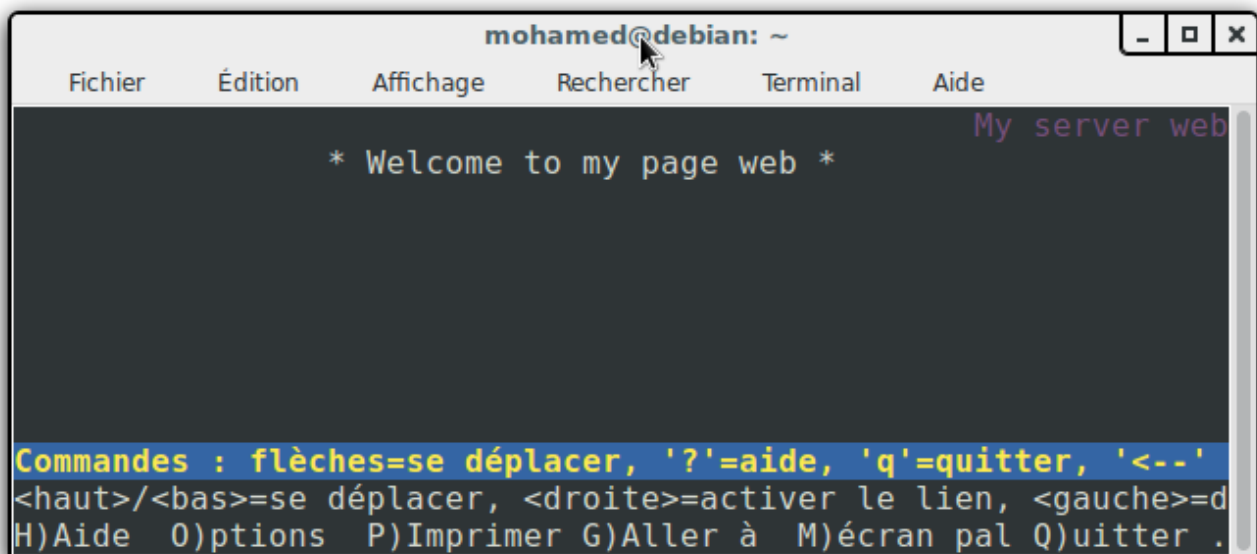 mohamed@debian: ~
Fichier Édition Affichage Rechercher Terminal Aide
My server web
* Welcome to my page web *
Commandes : flèches=se déplacer, '?'=aide, 'q'=quitter, '<--'
<haut>/<bas>=se déplacer, <droite>=activer le lien, <gauche>=d
H)Aide O)ptions P)Imprimer G)Aller à M)écran pal Q)uitter .